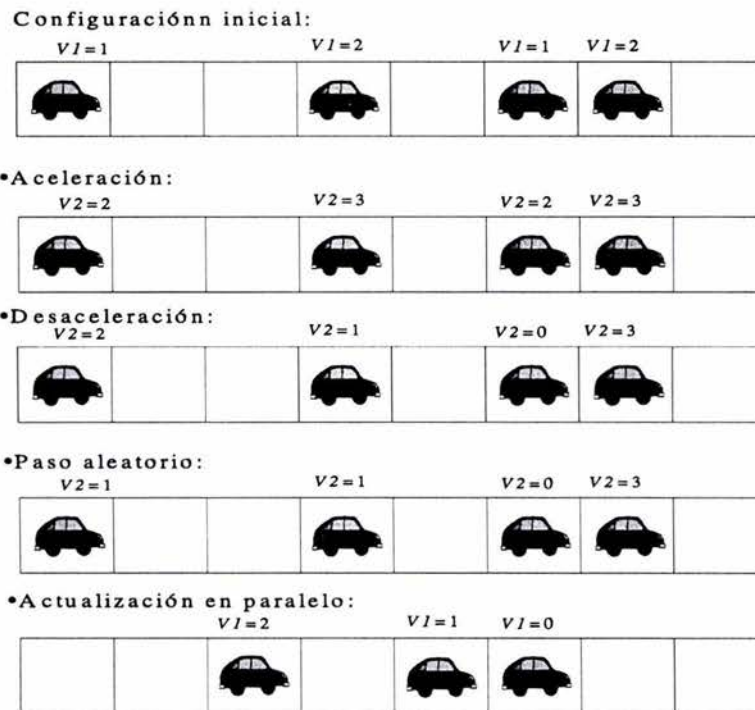 Configuraciónn inicial:
V1=1 V1=2 V1=1 V1=2
•Aceleración:
V2=2 V2=3 V2=2 V2=3
•Desaceleración:
V2=2 V2=1 V2=0 V2=3
•Paso aleatorio:
V2=1 V2=1 V2=0 V2=3
•Actualización en paralelo:
V1=2 V1=1 V1=0